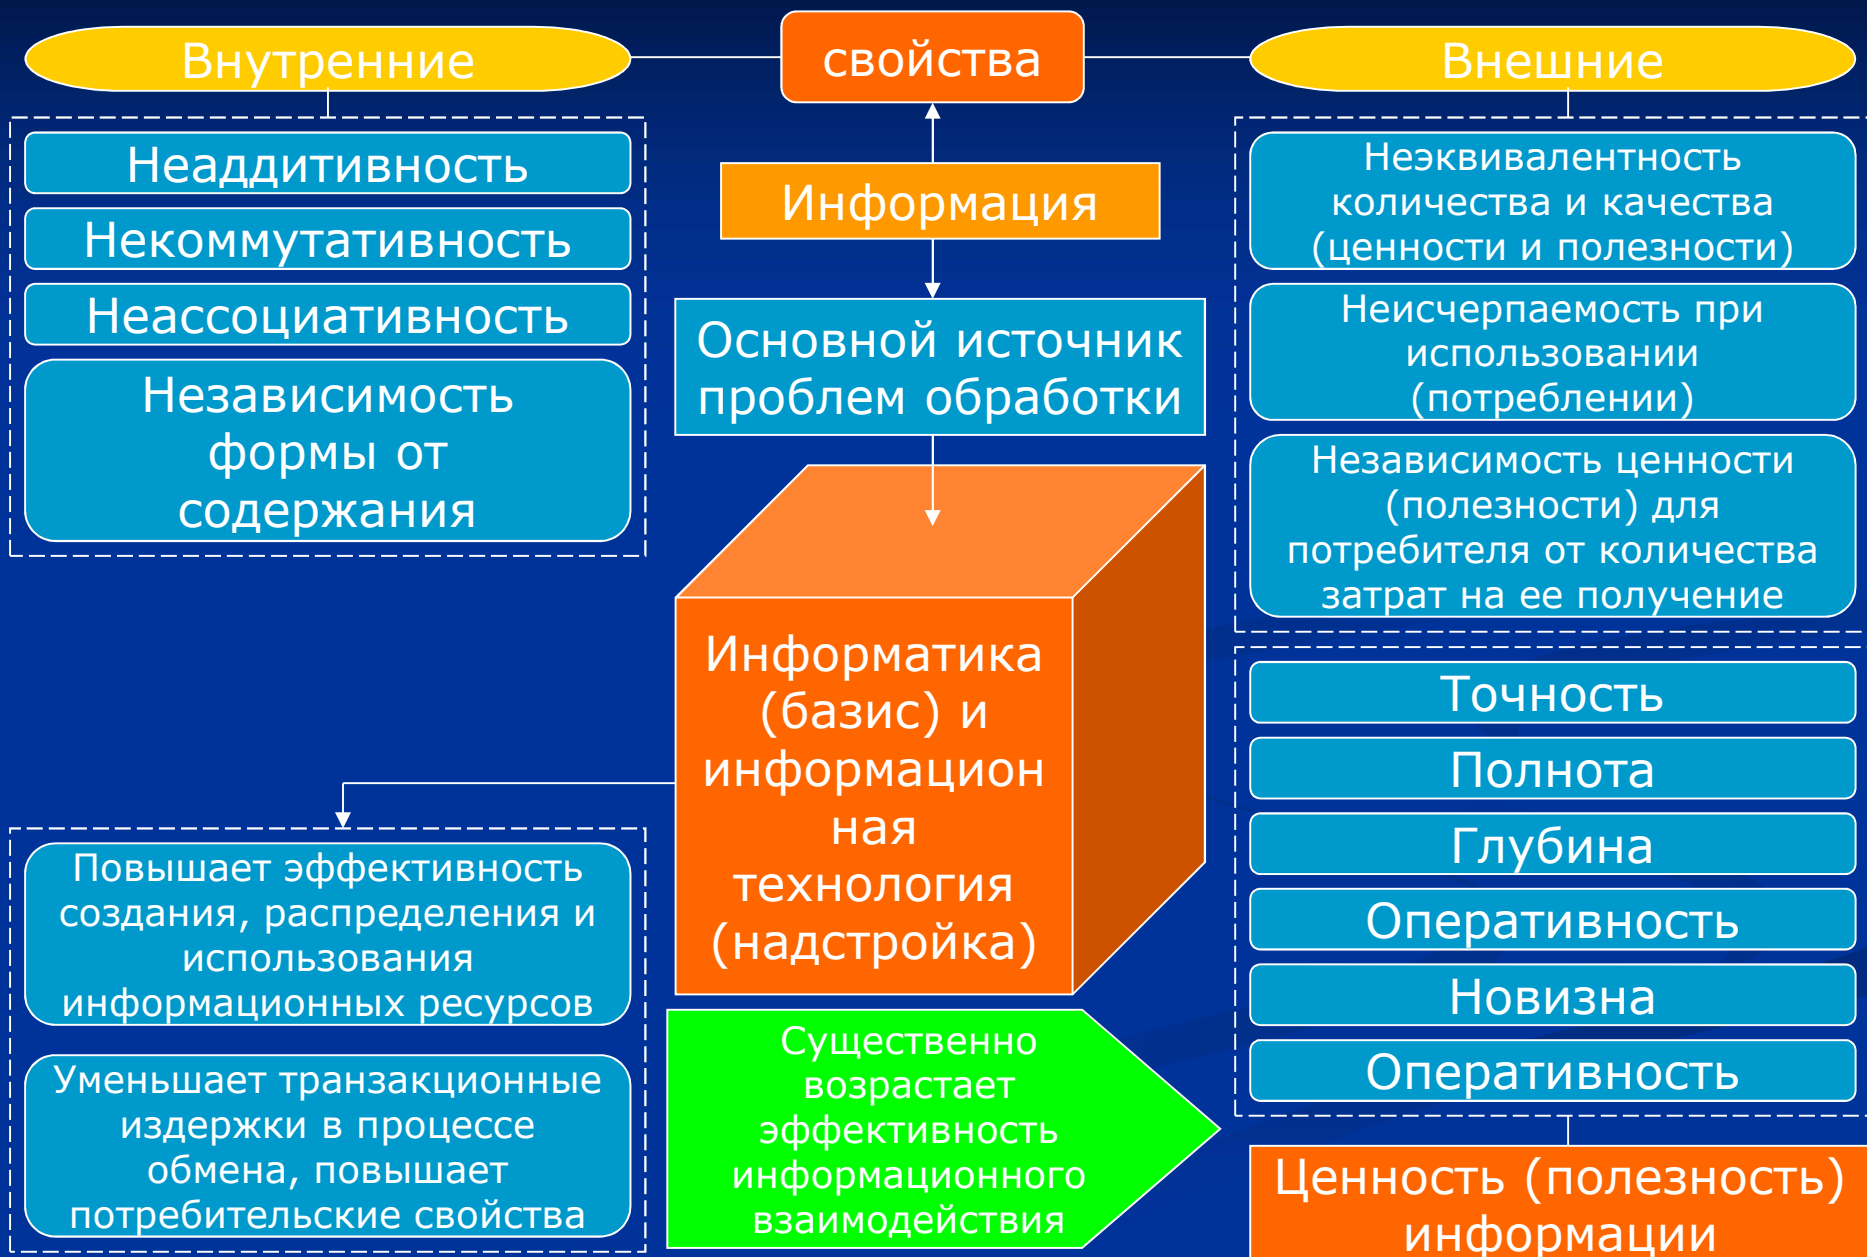 Внутренние
свойства
Внешние
Неаддитивность
Некоммутативность
Неассоциативность
Независимость
формы от
содержания
Информация
Основной источник
проблем обработки
Неэквивалентность
количества и качества
(ценности и полезности)
Неисчерпаемость при
использовании
(потреблении)
Независимость ценности
(полезности) для
потребителя от количества
затрат на ее получение
Информатика
(базис) и
информацион
ная
технология
(надстройка)
Точность
Полнота
Глубина
Оперативность
Новизна
Оперативность
Повышает эффективность
создания, распределения и
использования
информационных ресурсов
Уменьшает транзакционные
издержки в процессе
обмена, повышает
потребительские свойства
Существенно
возрастает
эффективность
информационного
взаимодействия
Ценность (полезность)
информации